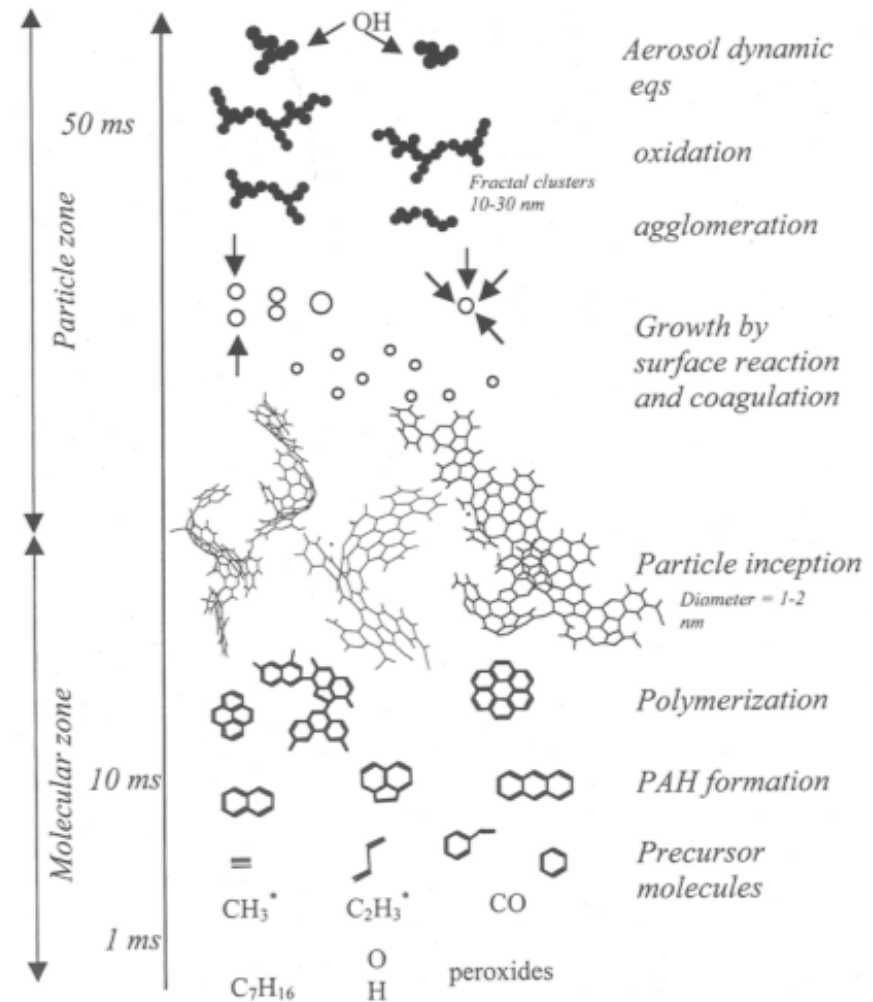 OH
Aerosol dynamic
eqs
50 ms
oxidation
Fractal clusters
10-30 nm
agglomeration
Particle zone
Growth by
surface reaction
and coagulation
Particle inception
Diameter = 1-2
nm
Polymerization
Molecular zone
10 ms
PAH formation
Precursor
molecules
CH₃• C₂H₃• CO
1 ms
O
peroxides
C₇H₁₆ H